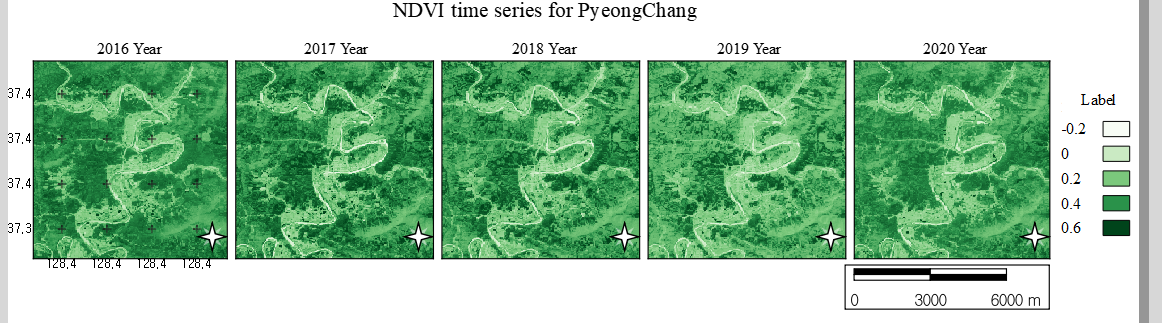 NDVI time series for PyeongChang
2016 Year 2017 Year 2018 Year 2019 Year 2020 Year
37,4
37,4
37,4
37,3
128,4 128,4 128,4 128,4
Label
-0.2
0
0.2
0.4
0.6
0 3000 6000 m